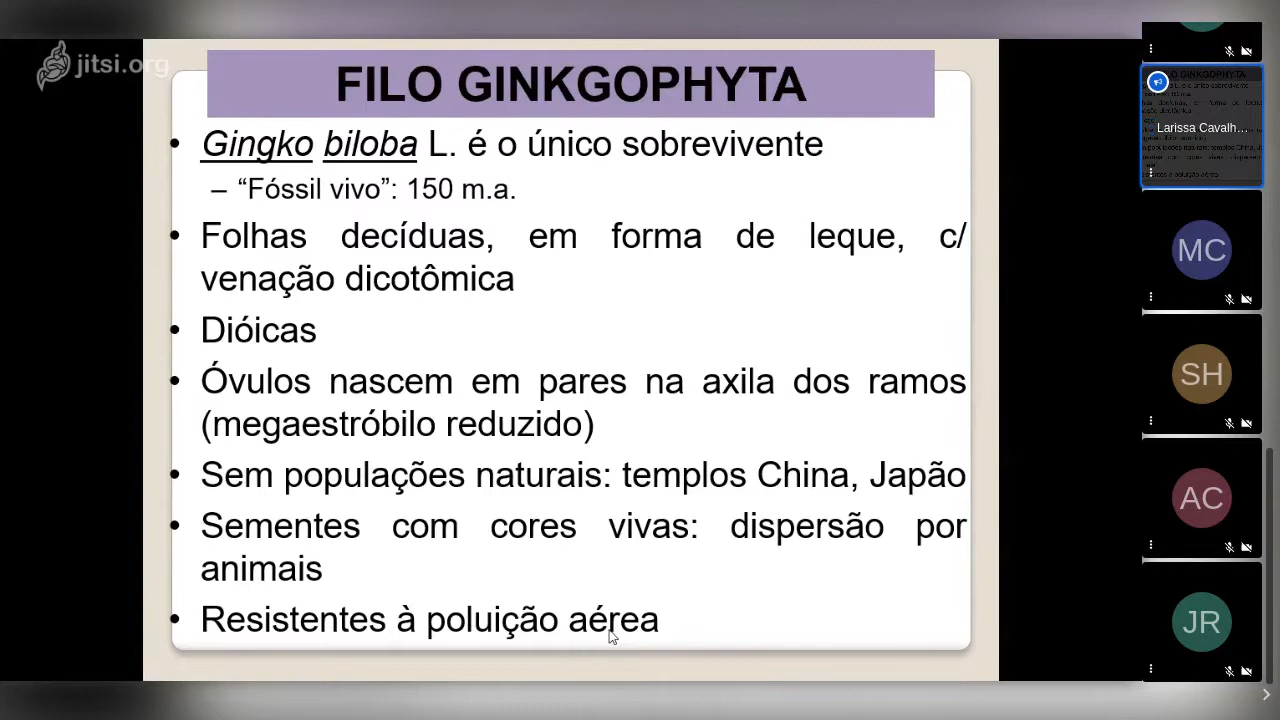 jitsi.org
FILO GINKGOPHYTA
• Gingko biloba L. é o único sobrevivente
– “Fóssil vivo”: 150 m.a.
• Folhas decíduas, em forma de leque, c/
venação dicotômica
• Dióicas
• Óvulos nascem em pares na axila dos ramos
(megaestróbilo reduzido)
• Sem populações naturais: templos China, Japão
• Sementes com cores vivas: dispersão por
animais
• Resistentes à poluição aérea
Larissa Cavalh...
MC
SH
AC
JR